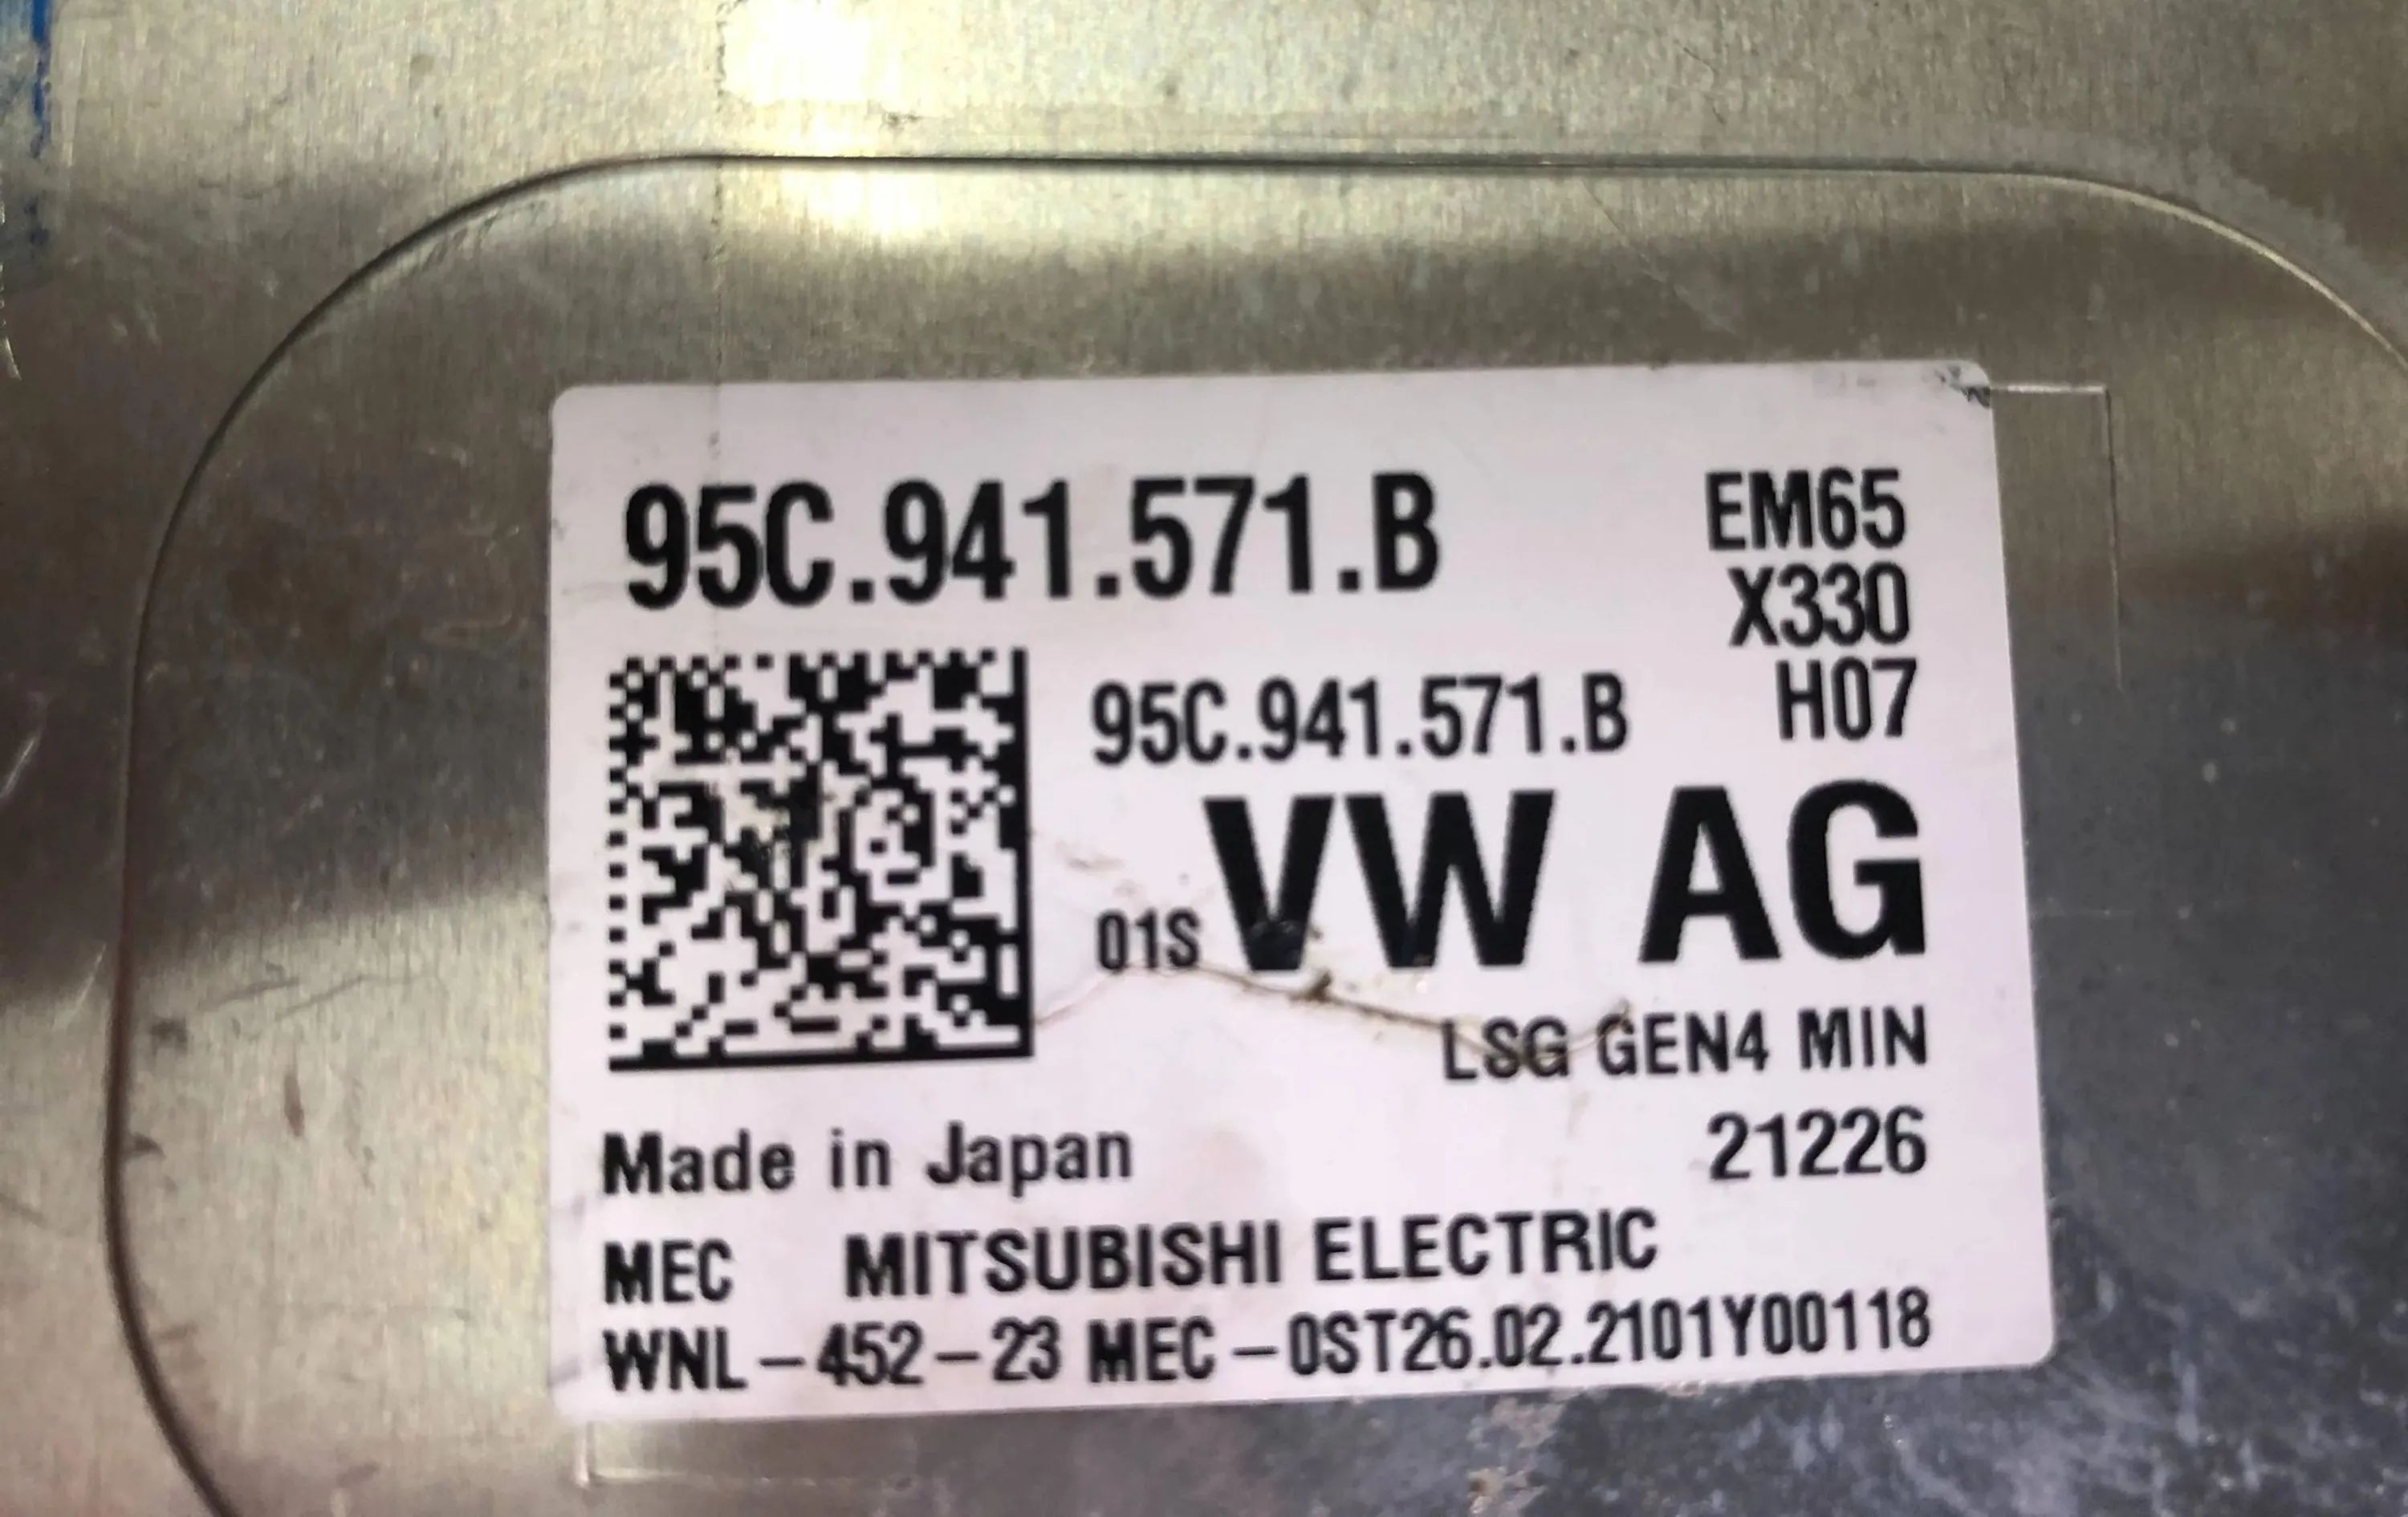 95C.941.571.B
EM65
X330
H07
95C.941.571.B
01S VW AG
LSG GEN4 MIN
Made in Japan 21226
MEC MITSUBISHI ELECTRIC
WNL-452-23 MEC-0ST26.02.2101Y00118